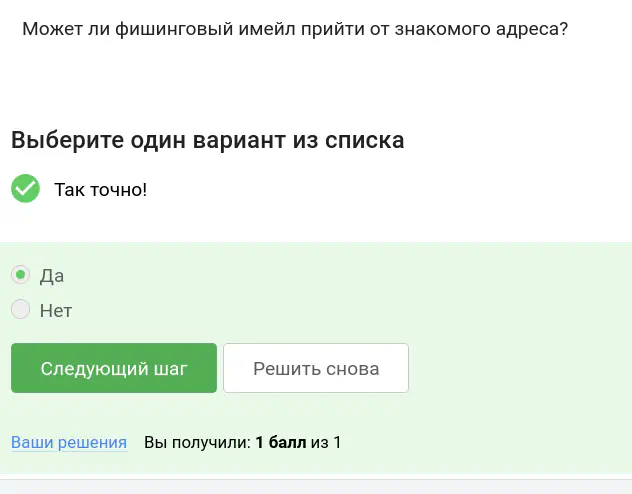 Может ли фишинговый имейл прийти от знакомого адреса?
Выберите один вариант из списка
Так точно!
Да
Нет
Следующий шаг Решить снова
Ваши решения Вы получили: 1 балл из 1